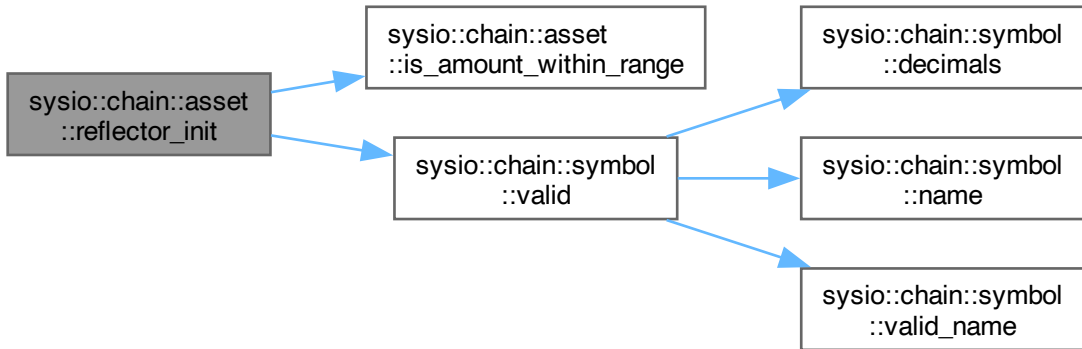 sysio::chain::asset
::reflector_init
sysio::chain::asset
::is_amount_within_range
sysio::chain::symbol
::valid
sysio::chain::symbol
::decimals
sysio::chain::symbol
::name
sysio::chain::symbol
::valid_name